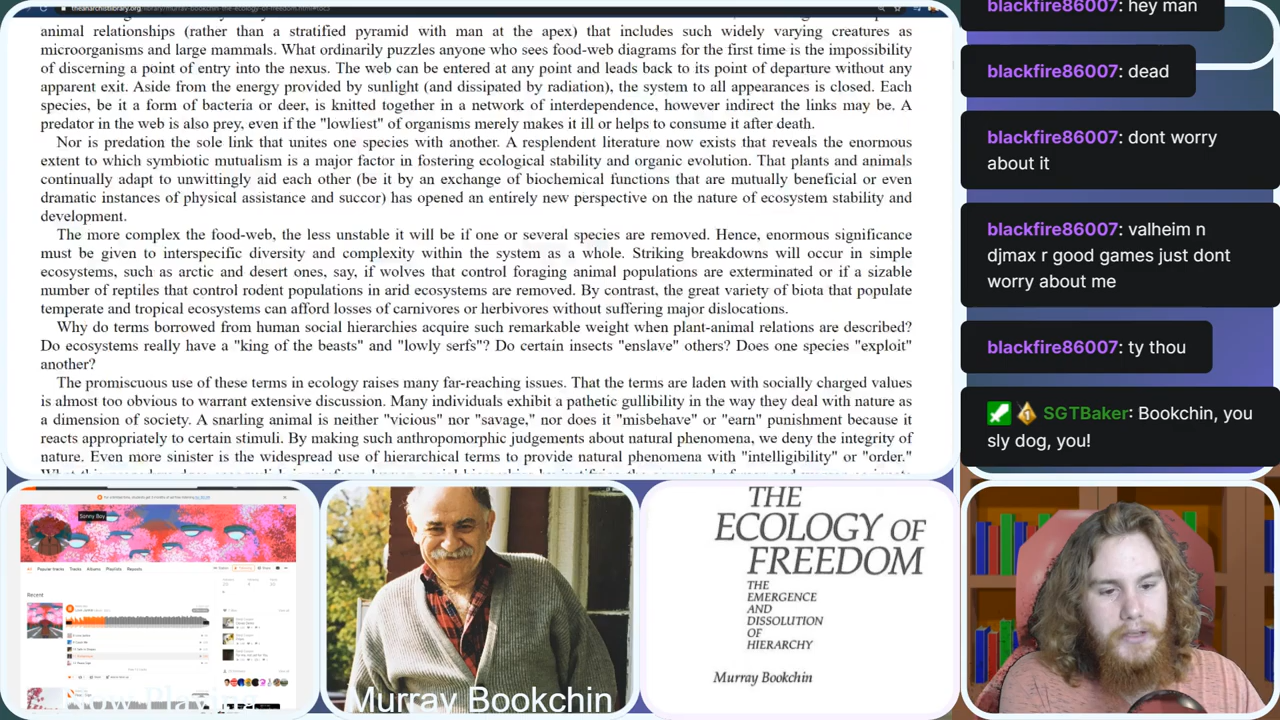 theanarchistlibrary.org/library/murray-bookchin-the-ecology-of-freedom.html#toc3
animal relationships (rather than a stratified pyramid with man at the apex) that includes such widely varying creatures as
microorganisms and large mammals. What ordinarily puzzles anyone who sees food-web diagrams for the first time is the impossibility
of discerning a point of entry into the nexus. The web can be entered at any point and leads back to its point of departure without any
apparent exit. Aside from the energy provided by sunlight (and dissipated by radiation), the system to all appearances is closed. Each
species, be it a form of bacteria or deer, is knitted together in a network of interdependence, however indirect the links may be. A
predator in the web is also prey, even if the "lowliest" of organisms merely makes it ill or helps to consume it after death.
Nor is predation the sole link that unites one species with another. A resplendent literature now exists that reveals the enormous
extent to which symbiotic mutualism is a major factor in fostering ecological stability and organic evolution. That plants and animals
continually adapt to unwittingly aid each other (be it by an exchange of biochemical functions that are mutually beneficial or even
dramatic instances of physical assistance and succor) has opened an entirely new perspective on the nature of ecosystem stability and
development.
The more complex the food-web, the less unstable it will be if one or several species are removed. Hence, enormous significance
must be given to interspecific diversity and complexity within the system as a whole. Striking breakdowns will occur in simple
ecosystems, such as arctic and desert ones, say, if wolves that control foraging animal populations are exterminated or if a sizable
number of reptiles that control rodent populations in arid ecosystems are removed. By contrast, the great variety of biota that populate
temperate and tropical ecosystems can afford losses of carnivores or herbivores without suffering major dislocations.
Why do terms borrowed from human social hierarchies acquire such remarkable weight when plant-animal relations are described?
Do ecosystems really have a "king of the beasts" and "lowly serfs"? Do certain insects "enslave" others? Does one species "exploit"
another?
The promiscuous use of these terms in ecology raises many far-reaching issues. That the terms are laden with socially charged values
is almost too obvious to warrant extensive discussion. Many individuals exhibit a pathetic gullibility in the way they deal with nature as
a dimension of society. A snarling animal is neither "vicious" nor "savage," nor does it "misbehave" or "earn" punishment because it
reacts appropriately to certain stimuli. By making such anthropomorphic judgements about natural phenomena, we deny the integrity of
nature. Even more sinister is the widespread use of hierarchical terms to provide natural phenomena with "intelligibility" or "order."
blackfire86007: hey man
blackfire86007: dead
blackfire86007: dont worry
about it
blackfire86007: valheim n
djmax r good games just dont
worry about me
blackfire86007: ty thou
SGTBaker: Bookchin, you
sly dog, you!
Sonny Boy
Popular tracks Tracks Albums Playlists Reposts
Recent
Now Playing
Murray Bookchin
THE
ECOLOGY OF
FREEDOM
THE
EMERGENCE
AND
DISSOLUTION
OF
HIERARCHY
Murray Bookchin